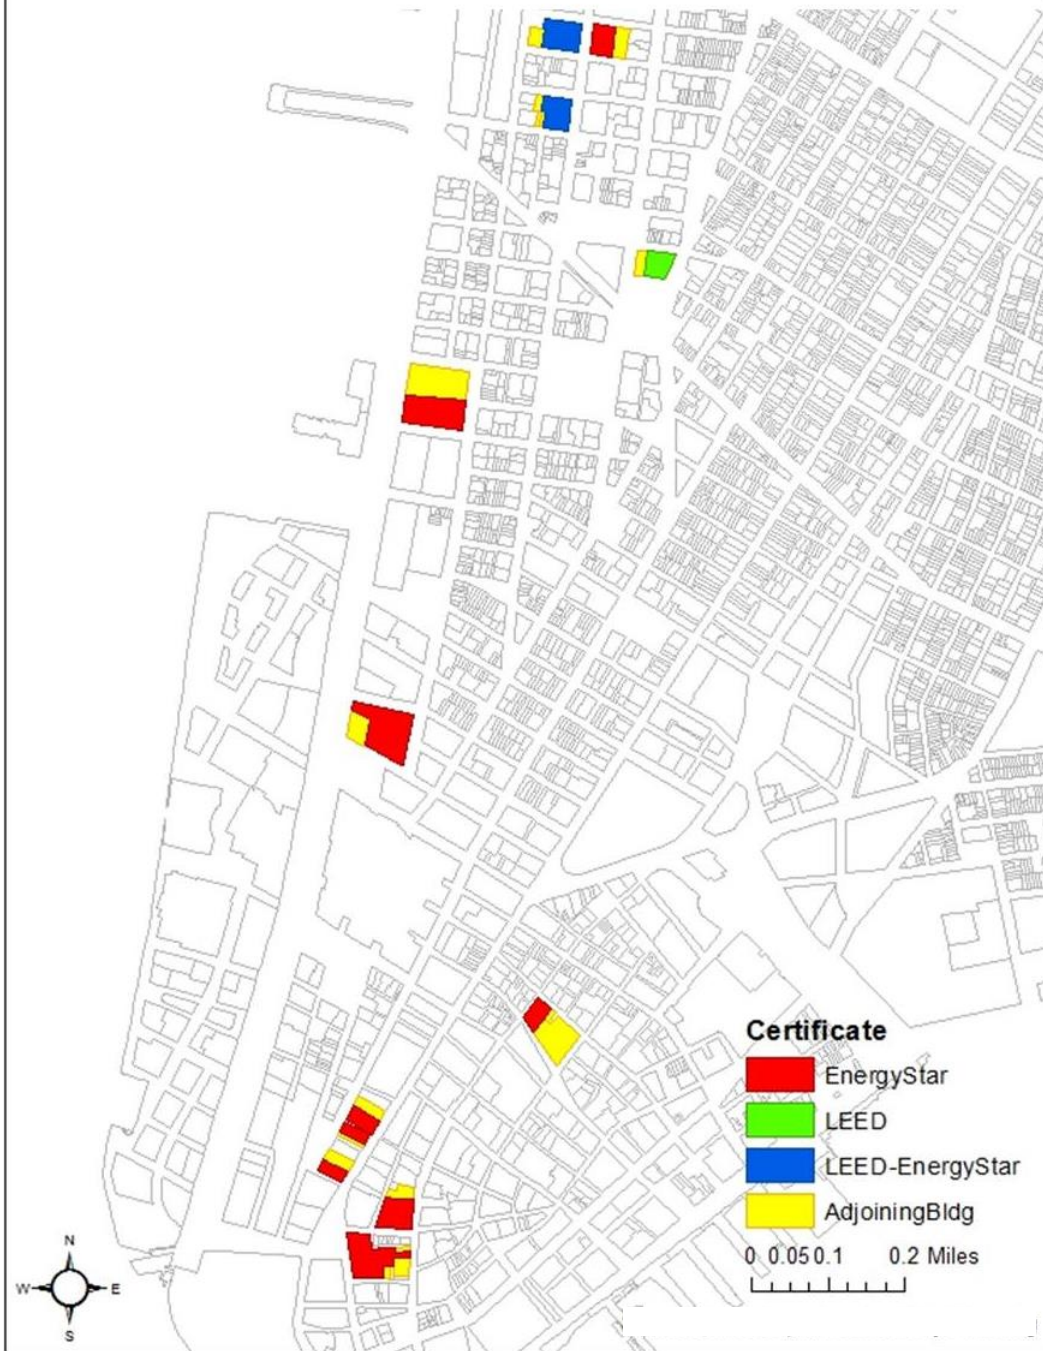 Certificate
EnergyStar
LEED
LEED-EnergyStar
AdjoiningBldg
0 0.05 0.1 0.2 Miles
N
W E
S